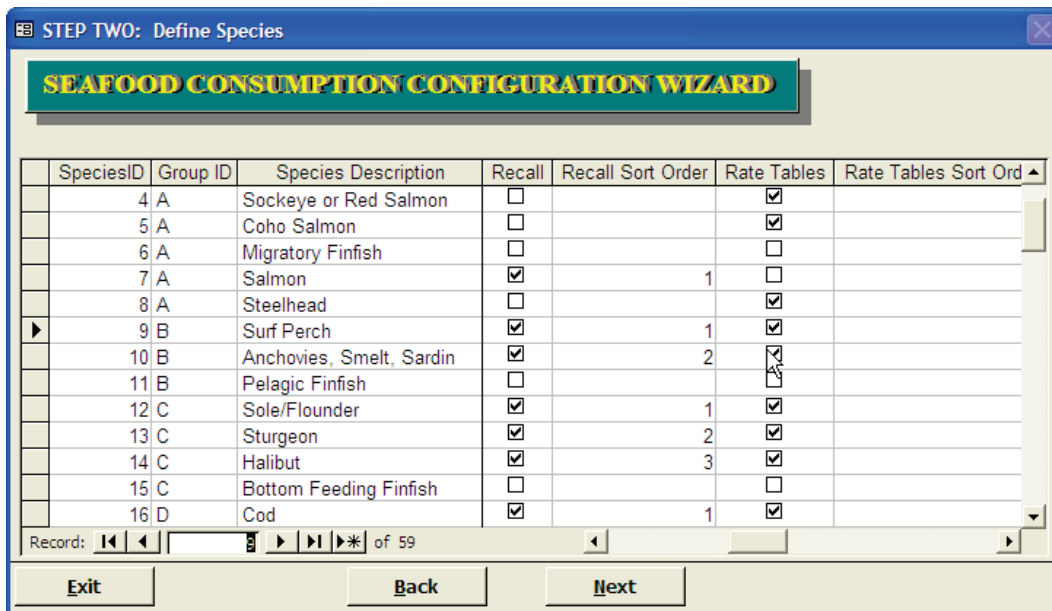 STEP TWO: Define Species
SEAFOOD CONSUMPTION CONFIGURATION WIZARD
SpeciesID Group ID Species Description Recall Recall Sort Order Rate Tables Rate Tables Sort Ord
4 A Sockeye or Red Salmon
5 A Coho Salmon
6 A Migratory Finfish
7 A Salmon 1
8 A Steelhead
9 B Surf Perch 1
10 B Anchovies, Smelt, Sardin 2
11 B Pelagic Finfish
12 C Sole/Flounder 1
13 C Sturgeon 2
14 C Halibut 3
15 C Bottom Feeding Finfish
16 D Cod 1
Record: 9 of 59
Exit Back Next